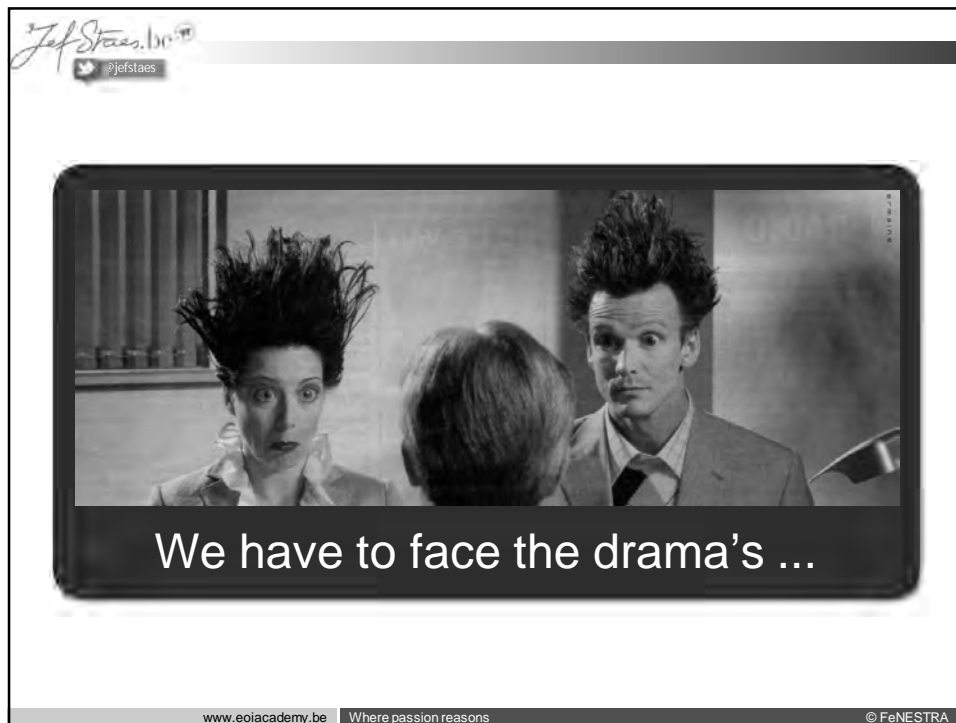 JefStaes.be
@jefstaes
We have to face the drama's ...
www.eoiacademy.be
Where passion reasons
© FeNESTRA